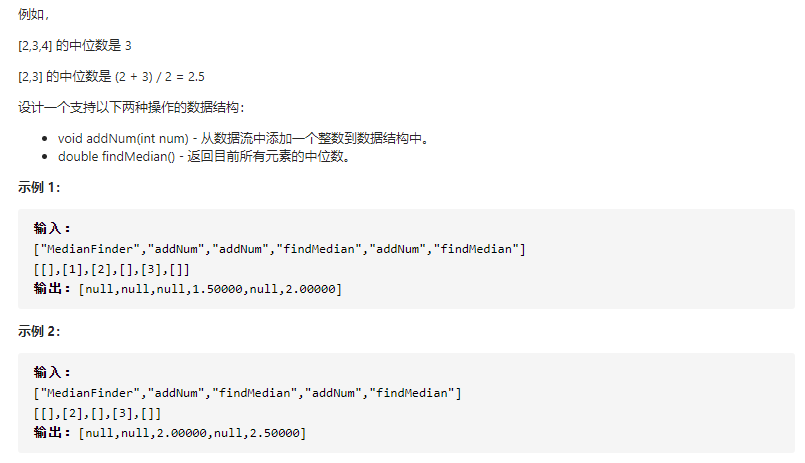 例如，
[2,3,4] 的中位数是 3
[2,3] 的中位数是 (2 + 3) / 2 = 2.5
设计一个支持以下两种操作的数据结构：
• void addNum(int num) - 从数据流中添加一个整数到数据结构中。
• double findMedian() - 返回目前所有元素的中位数。
示例 1：
输入：
["MedianFinder","addNum","addNum","findMedian","addNum","findMedian"]
[[],[1],[2],[],[3],[]]
输出：[null,null,null,1.50000,null,2.00000]
示例 2：
输入：
["MedianFinder","addNum","findMedian","addNum","findMedian"]
[[],[2],[],[3],[]]
输出：[null,null,2.00000,null,2.50000]